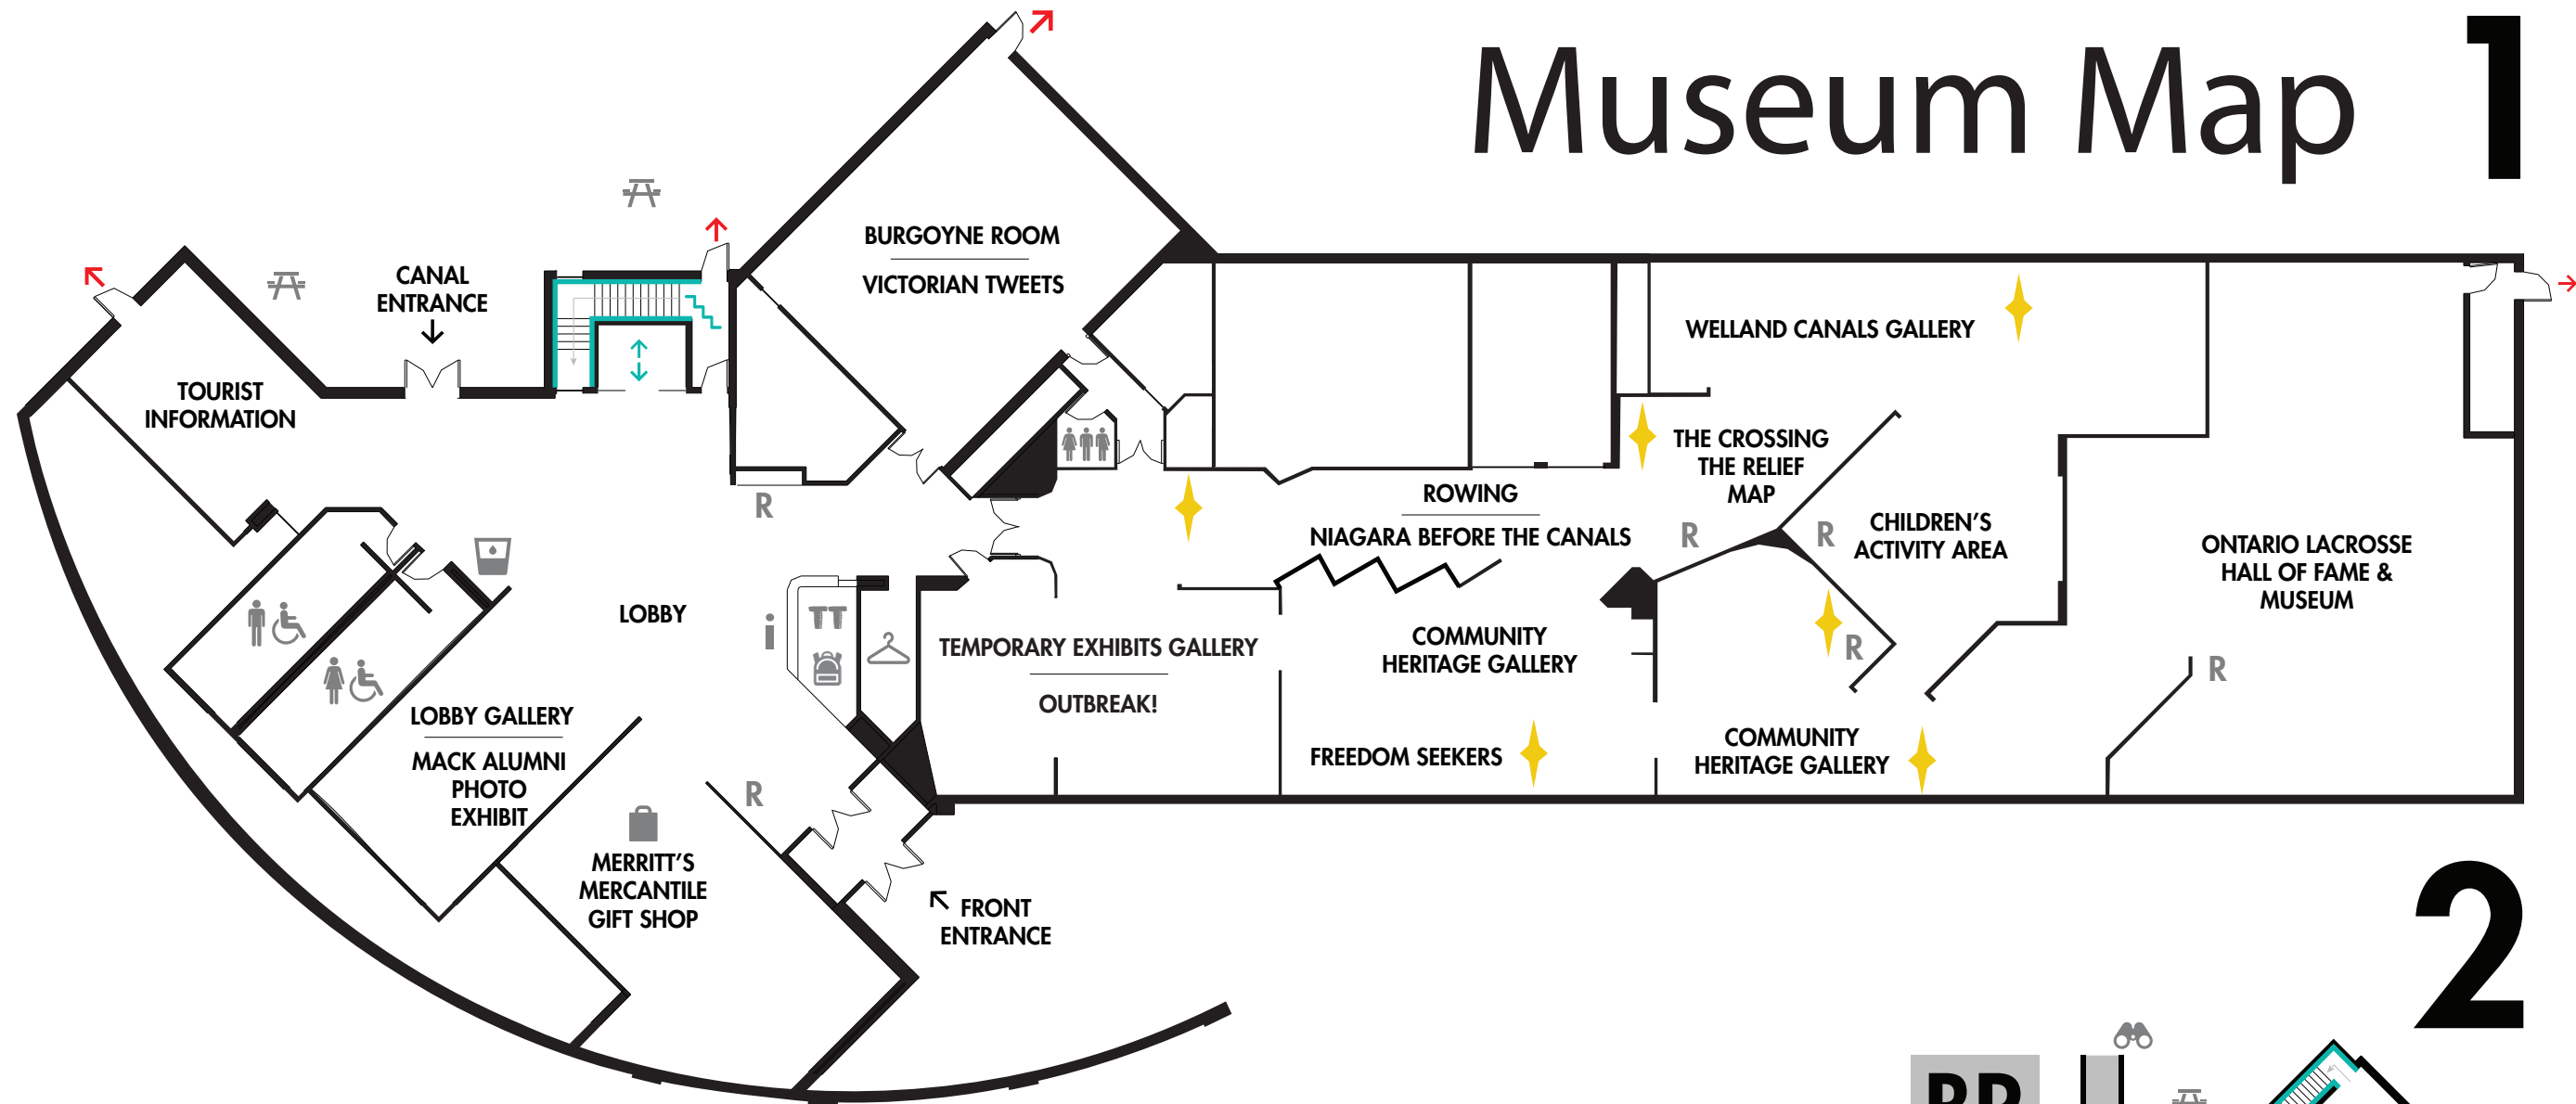 Museum Map
1
BURGOYNE ROOM
VICTORIAN TWEETS
CANAL
ENTRANCE
TOURIST
INFORMATION
WELLAND CANALS GALLERY
THE CROSSING
THE RELIEF
MAP
R
ROWING
NIAGARA BEFORE THE CANALS
R
R
CHILDREN'S
ACTIVITY AREA
ONTARIO LACROSSE
HALL OF FAME &
MUSEUM
LOBBY
i
TEMPORARY EXHIBITS GALLERY
OUTBREAK!
COMMUNITY
HERITAGE GALLERY
R
R
LOBBY GALLERY
MACK ALUMNI
PHOTO
EXHIBIT
FREEDOM SEEKERS
COMMUNITY
HERITAGE GALLERY
R
MERRITT'S
MERCANTILE
GIFT SHOP
FRONT
ENTRANCE
2